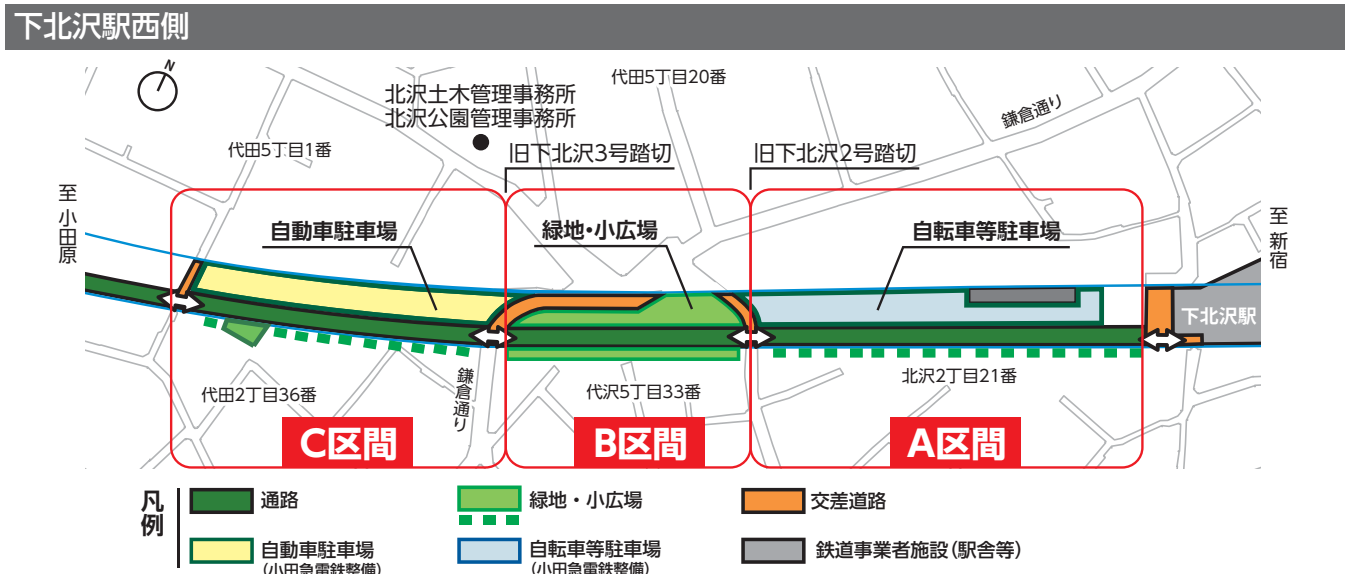 下北沢駅西側
N
代田5丁目20番
北沢土木管理事務所
北沢公園管理事務所
鎌倉通り
代田5丁目1番
旧下北沢3号踏切
旧下北沢2号踏切
至 小田原
至 新宿
自動車駐車場
緑地・小広場
自転車等駐車場
下北沢駅
代田2丁目36番
鎌倉通り
代沢5丁目33番
北沢2丁目21番
C区間
B区間
A区間
凡例
通路
緑地・小広場
交差道路
自動車駐車場
(小田急電鉄整備)
自転車等駐車場
(小田急電鉄整備)
鉄道事業者施設(駅舎等)